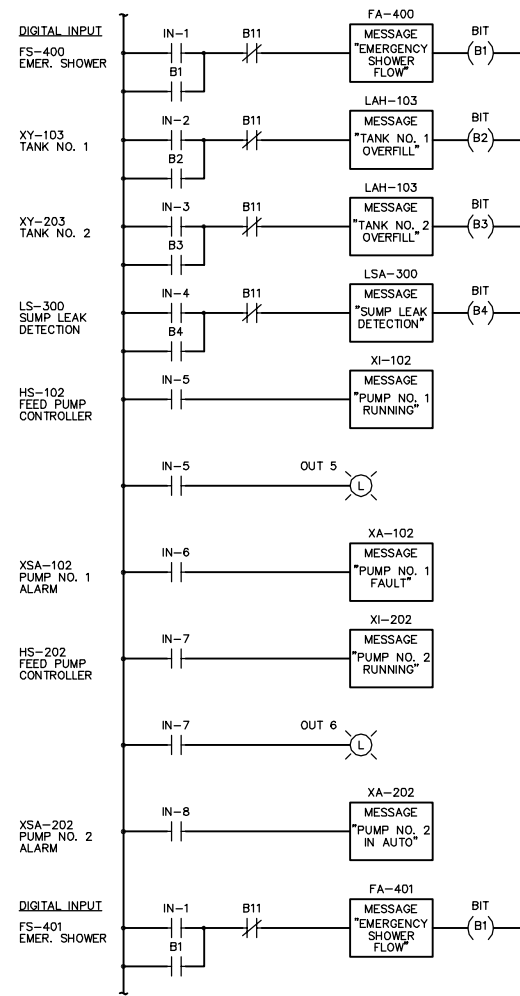 FA-400
DIGITAL INPUT
IN-1
B11
MESSAGE
BIT
FS-400
EMER. SHOWER
"EMERGENCY
SHOWER
FLOW"
B1
B1
LAH-103
IN-2
B11
MESSAGE
BIT
XY-103
TANK NO. 1
"TANK NO. 1
OVERFILL"
B2
B2
LAH-103
IN-3
B11
MESSAGE
BIT
XY-203
TANK NO. 2
"TANK NO. 2
OVERFILL"
B3
B3
LSA-300
IN-4
B11
MESSAGE
BIT
LS-300
SUMP LEAK
DETECTION
"SUMP LEAK
DETECTION"
B4
B4
XI-102
IN-5
MESSAGE
HS-102
FEED PUMP
CONTROLLER
"PUMP NO. 1
RUNNING"
IN-5
OUT 5
L
XA-102
IN-6
MESSAGE
XSA-102
PUMP NO. 1
ALARM
"PUMP NO. 1
FAULT"
XI-202
IN-7
MESSAGE
HS-202
FEED PUMP
CONTROLLER
"PUMP NO. 2
RUNNING"
IN-7
OUT 6
L
XA-202
IN-8
MESSAGE
XSA-202
PUMP NO. 2
ALARM
"PUMP NO. 2
IN AUTO"
FA-401
DIGITAL INPUT
IN-1
B11
MESSAGE
BIT
FS-401
EMER. SHOWER
"EMERGENCY
SHOWER
FLOW"
B1
B1